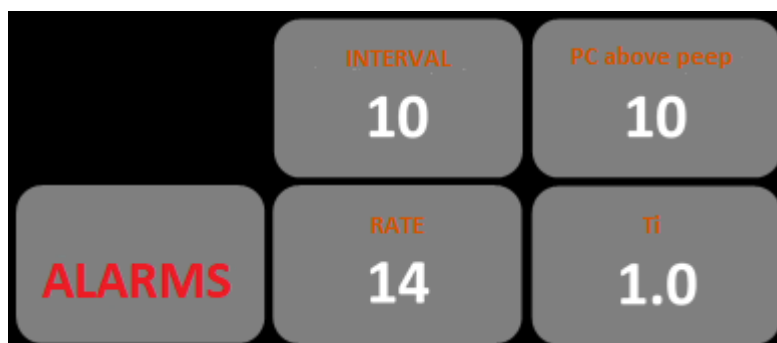 INTERVAL
10
PC above peep
10
ALARMS
RATE
14
Ti
1.0